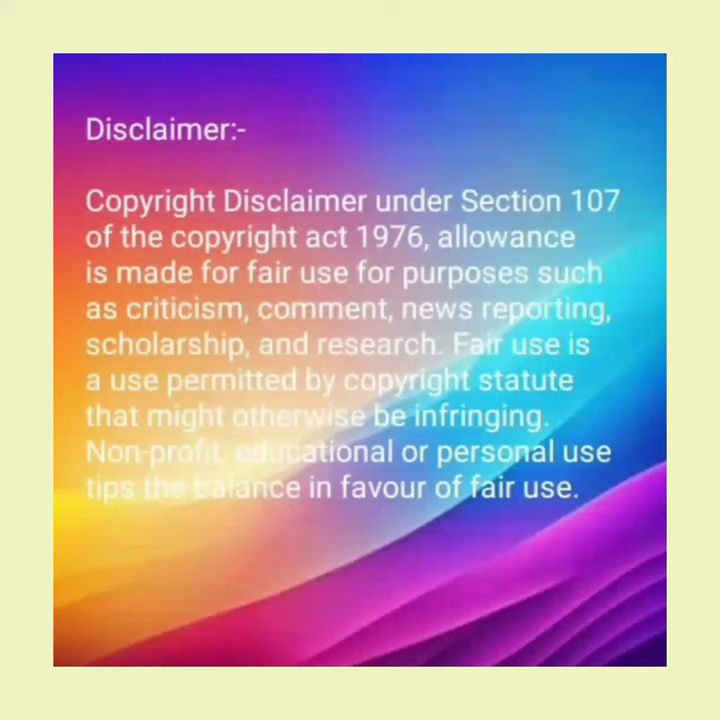 Disclaimer:-
Copyright Disclaimer under Section 107
of the copyright act 1976, allowance
is made for fair use for purposes such
as criticism, comment, news reporting,
scholarship, and research. Fair use is
a use permitted by copyright statute
that might otherwise be infringing.
Non-profit, educational or personal use
tips the balance in favour of fair use.